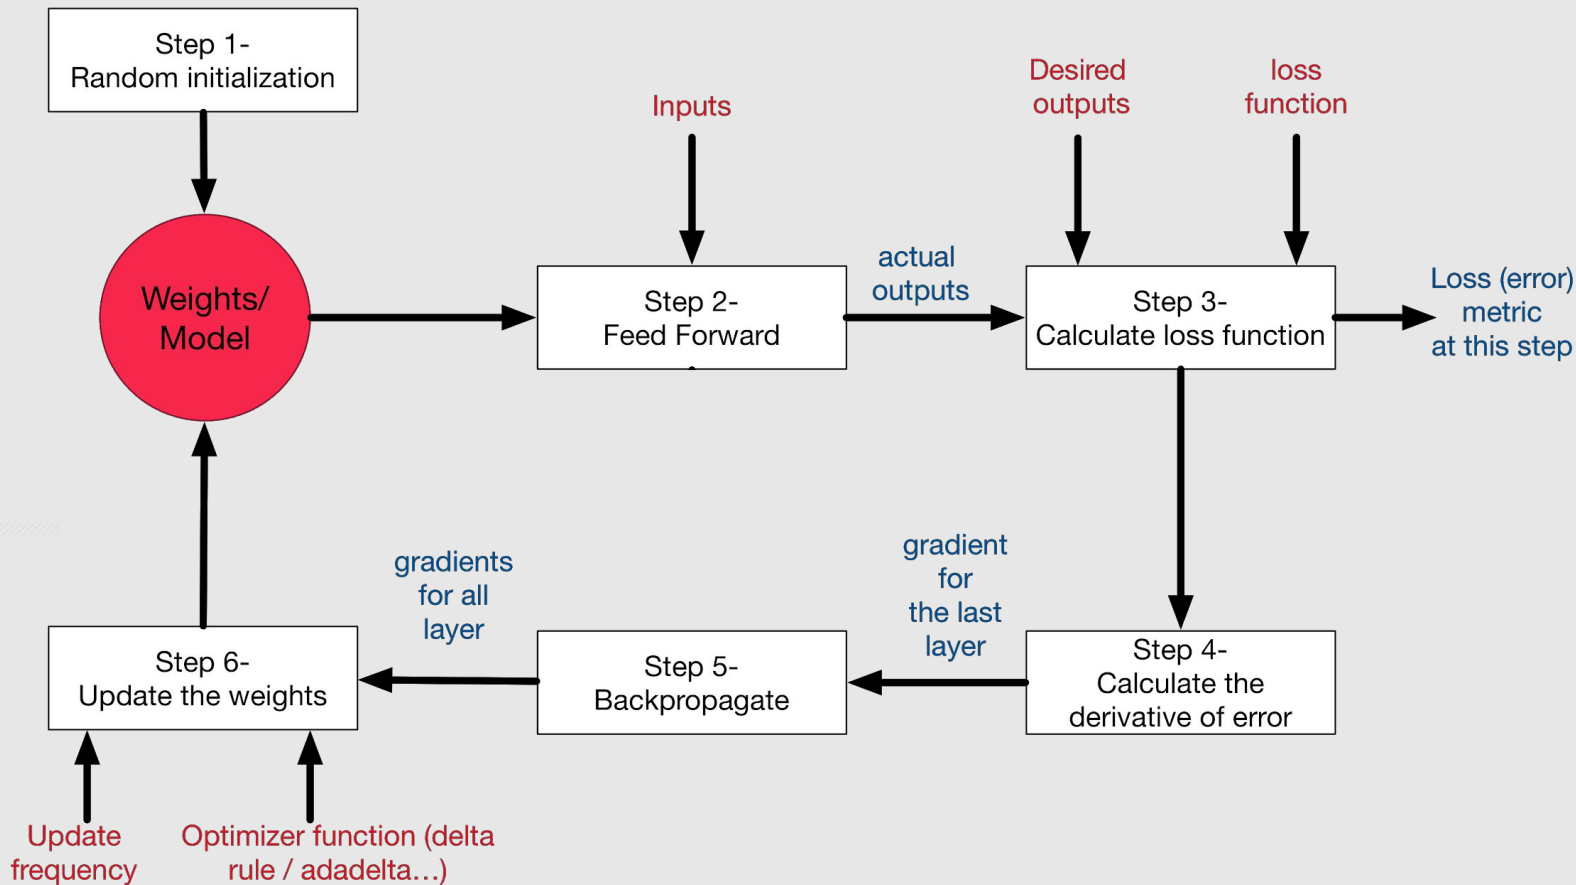 Step 1-
Random initialization
Inputs
Desired
outputs
loss
function
Weights/
Model
Step 2-
Feed Forward
actual
outputs
Step 3-
Calculate loss function
Loss (error)
metric
at this step
gradients
for all
layer
gradient
for
the last
layer
Step 6-
Update the weights
Step 5-
Backpropagate
Step 4-
Calculate the
derivative of error
Update
frequency
Optimizer function (delta
rule / adadelta…)